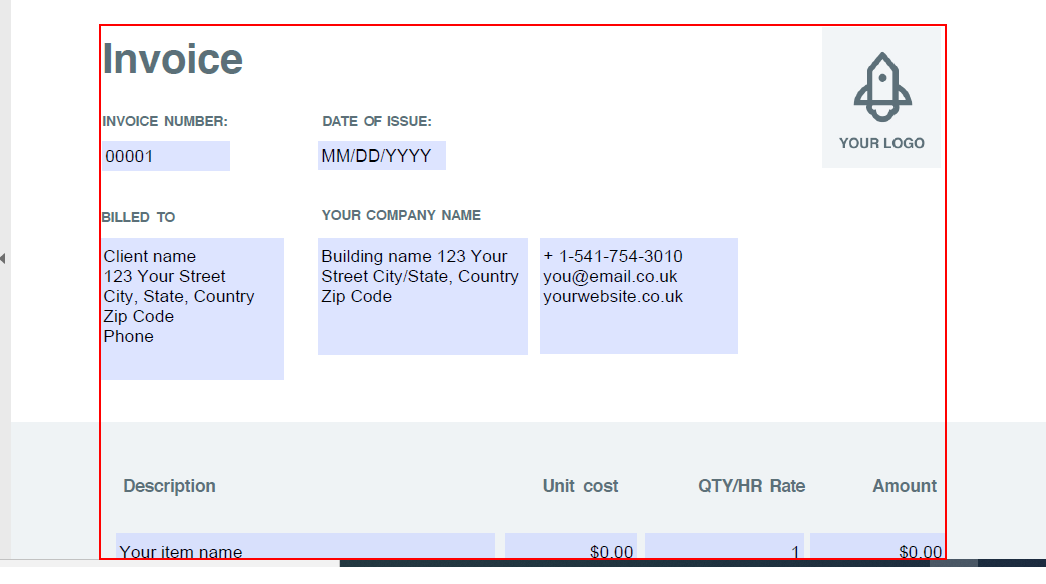 Invoice
YOUR LOGO
INVOICE NUMBER:
DATE OF ISSUE:
00001
MM/DD/YYYY
BILLED TO
YOUR COMPANY NAME
Client name
123 Your Street
City, State, Country
Zip Code
Phone
Building name 123 Your
Street City/State, Country
Zip Code
+ 1-541-754-3010
you@email.co.uk
yourwebsite.co.uk
Description Unit cost QTY/HR Rate Amount
Your item name $0.00 1 $0.00